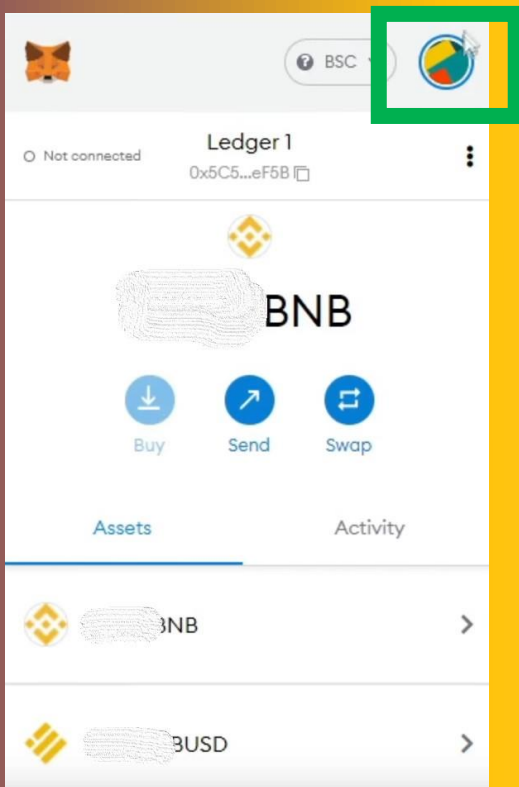 BSC
Not connected
Ledger 1
0x5C5...eF5B
BNB
Buy
Send
Swap
Assets
Activity
BNB
BUSD